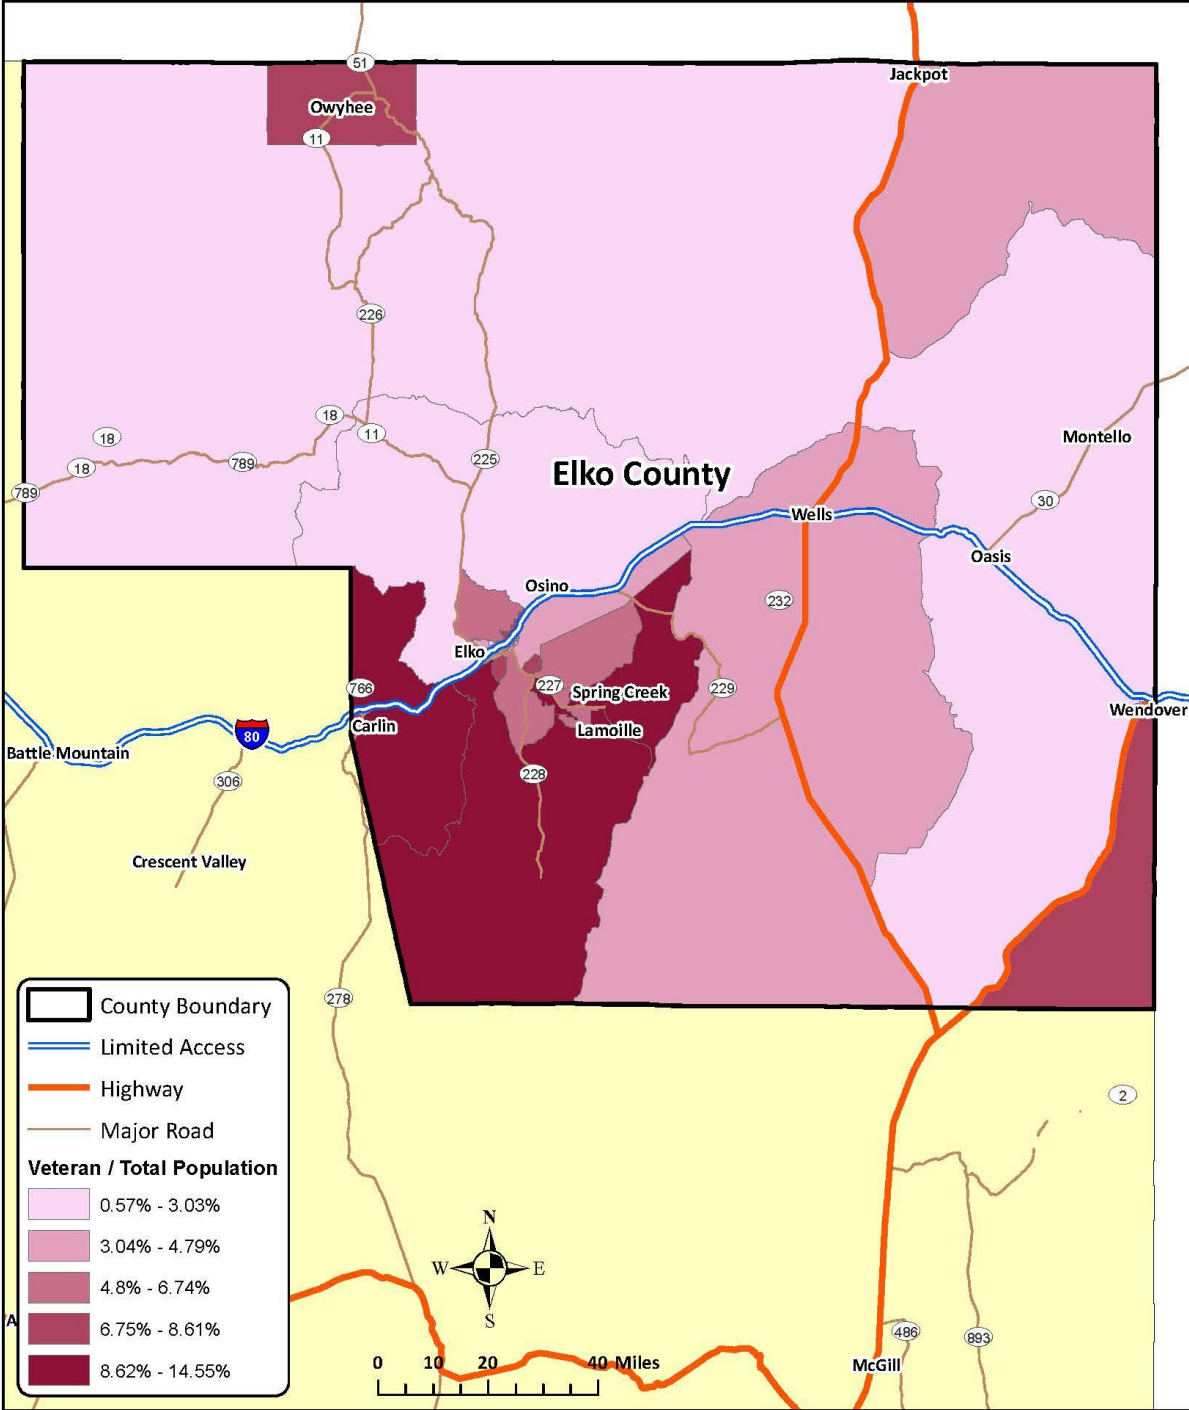 51
Jackpot
Owyhee
11
226
18
11
18
18
789
225
789
Elko County
Montello
30
Wells
Oasis
Osino
232
Elko
766
227
Spring Creek
229
Carlin
Lamoille
Wendover
80
Battle Mountain
306
228
Crescent Valley
278
County Boundary
Limited Access
Highway
Major Road
2
Veteran / Total Population
0.57% - 3.03%
3.04% - 4.79%
4.8% - 6.74%
6.75% - 8.61%
8.62% - 14.55%
N
W E
S
486
893
0 10 20 40 Miles
McGill